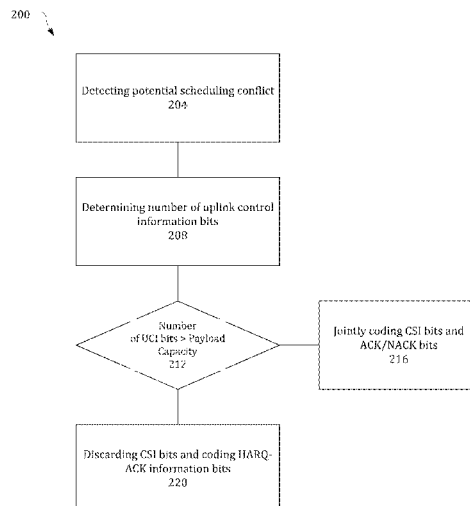 200
Detecting potential scheduling conflict
204
Determining number of uplink control
information bits
208
Number
of UCI bits > Payload
Capacity
212
Jointly coding CSI bits and
ACK/NACK bits
216
Discarding CSI bits and coding HARQ-
ACK information bits
220